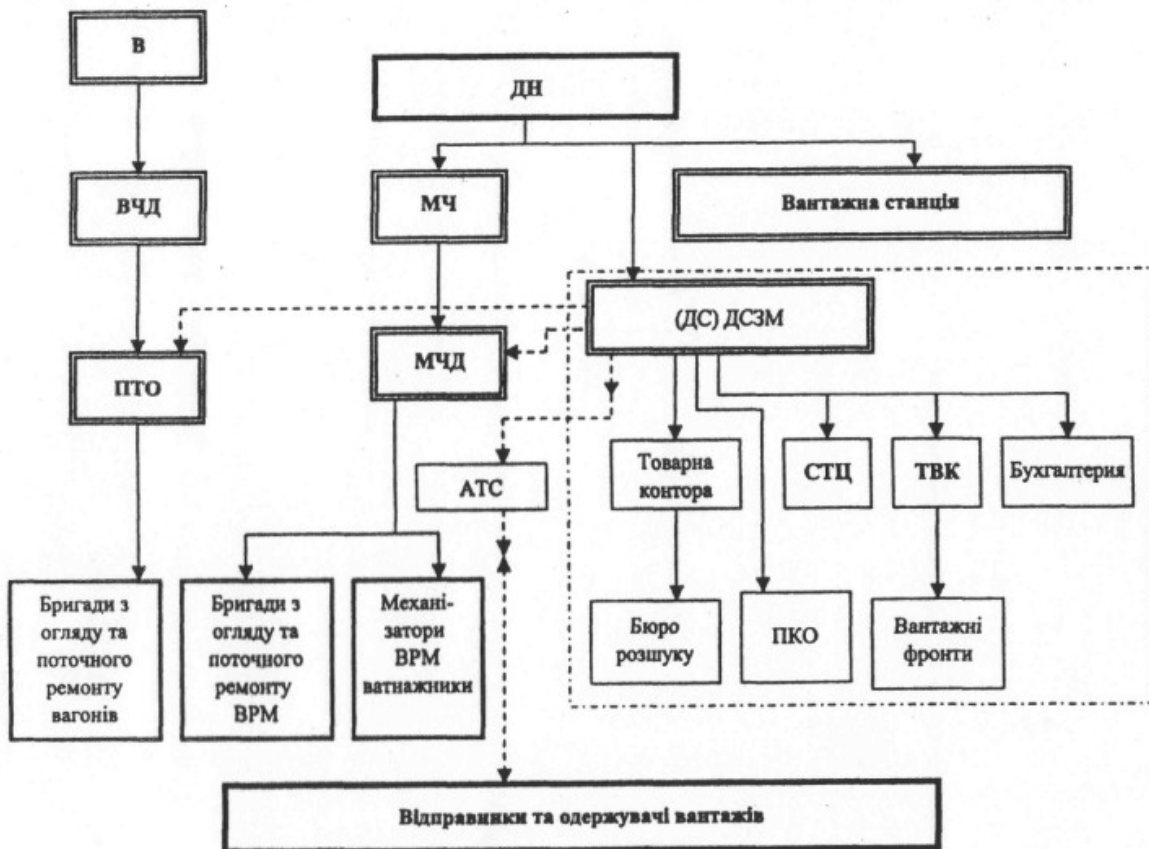 В
ДН
ВЧД
МЧ
Вантажна станція
(ДС) ДСЗМ
ПТО
МЧД
Товарна
контора
СТЦ
ТВК
Бухгалтерия
АТС
Бригади з
огляду та
поточного
ремонту
вагонів
Бригади з
огляду та
поточного
ремонту
ВРМ
Механі-
затори
ВРМ
ватнажники
Бюро
розшуку
ПКО
Вантажні
фронти
Відправники та одержувачі вантажів